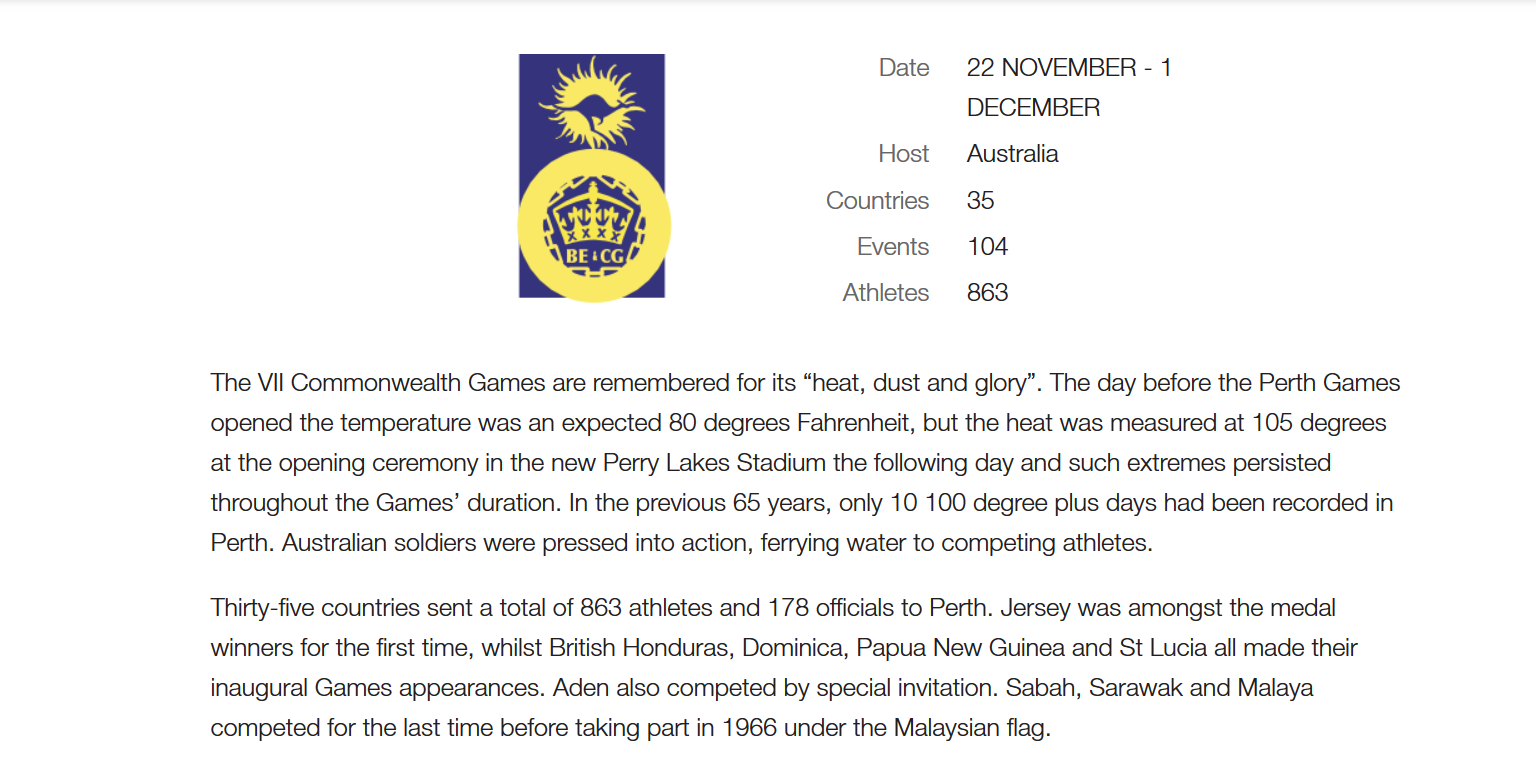 BE & CG
Date 22 NOVEMBER - 1
DECEMBER
Host Australia
Countries 35
Events 104
Athletes 863
The VII Commonwealth Games are remembered for its “heat, dust and glory”. The day before the Perth Games
opened the temperature was an expected 80 degrees Fahrenheit, but the heat was measured at 105 degrees
at the opening ceremony in the new Perry Lakes Stadium the following day and such extremes persisted
throughout the Games’ duration. In the previous 65 years, only 10 100 degree plus days had been recorded in
Perth. Australian soldiers were pressed into action, ferrying water to competing athletes.
Thirty-five countries sent a total of 863 athletes and 178 officials to Perth. Jersey was amongst the medal
winners for the first time, whilst British Honduras, Dominica, Papua New Guinea and St Lucia all made their
inaugural Games appearances. Aden also competed by special invitation. Sabah, Sarawak and Malaya
competed for the last time before taking part in 1966 under the Malaysian flag.